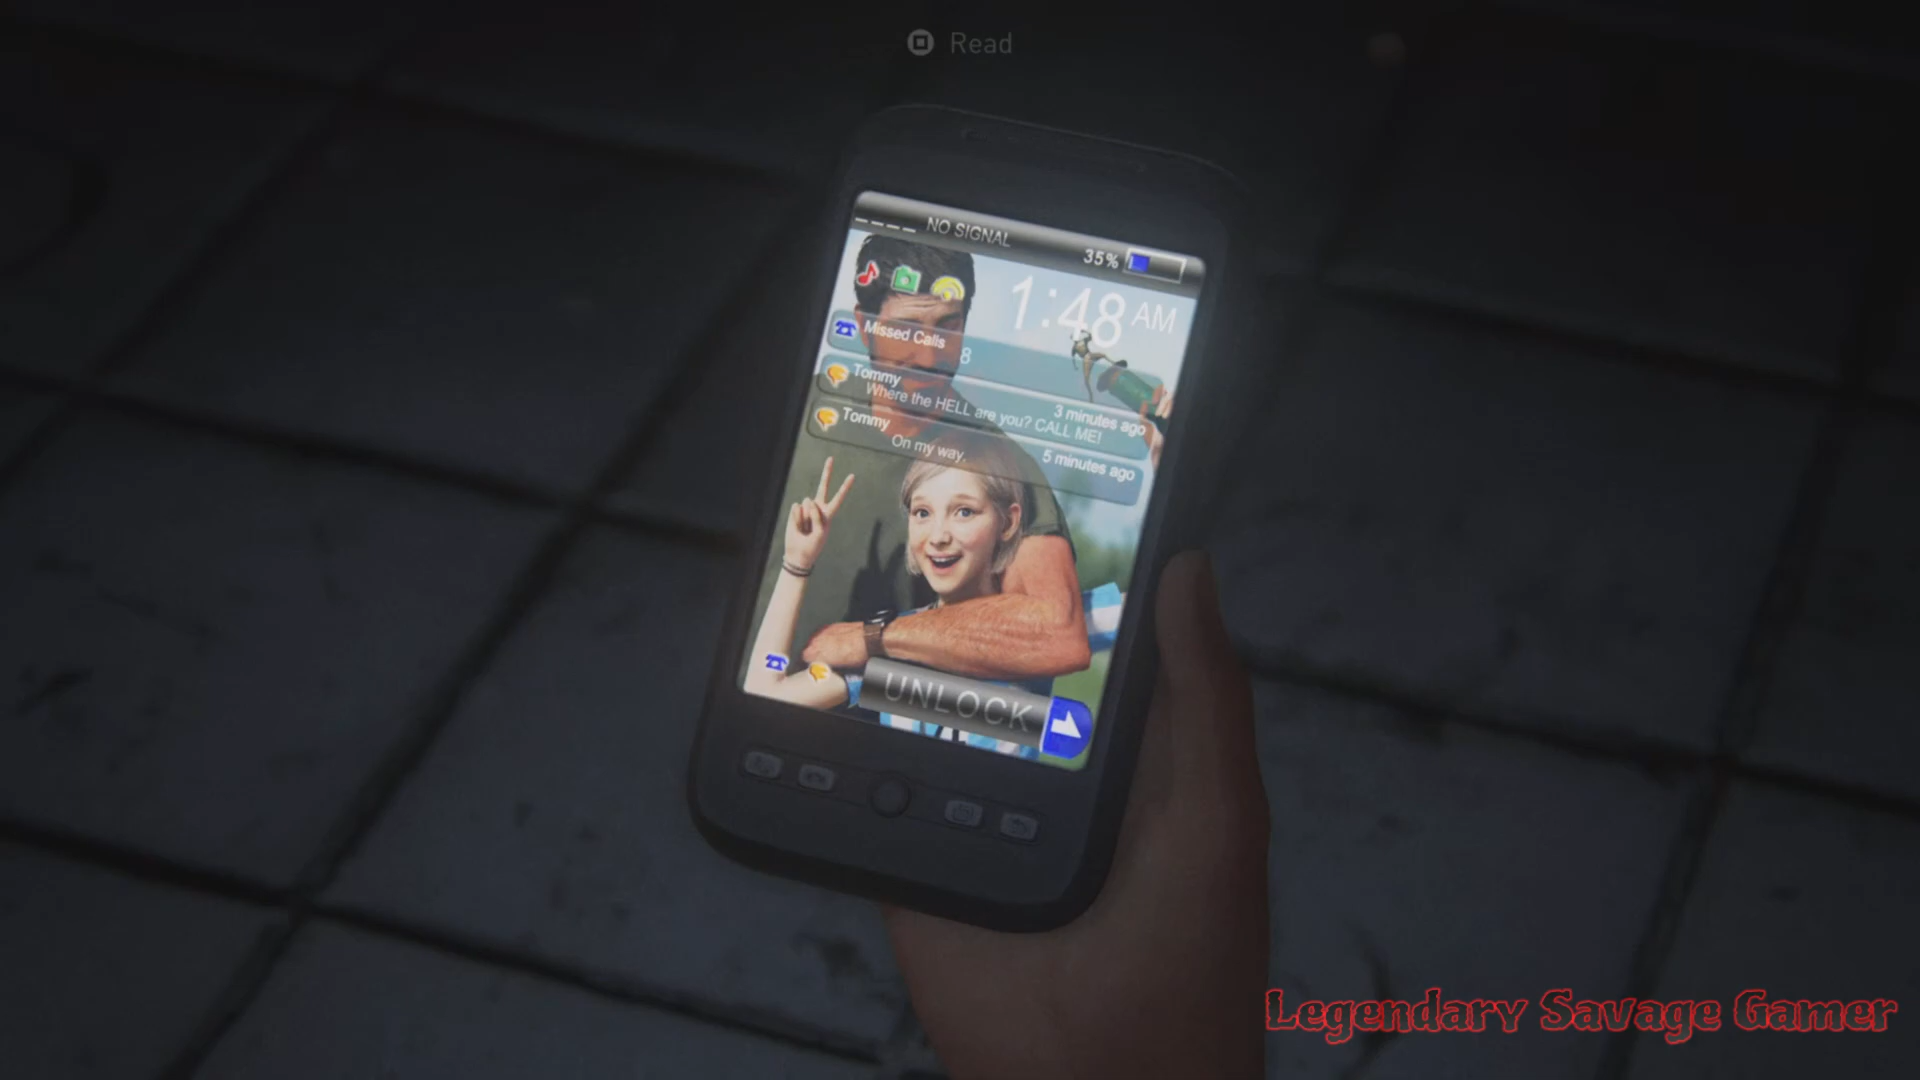 Read
NO SIGNAL
35%
1:48 AM
Missed Calls
8
Tommy
3 minutes ago
Where the HELL are you? CALL ME!
Tommy
5 minutes ago
On my way.
UNLOCK
Legendary Savage Gamer